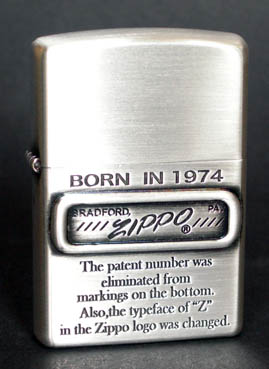 BORN IN 1974
BRADFORD, PA.
ZIPPO®
The patent number was
eliminated from
markings on the bottom.
Also,the typeface of "Z"
in the Zippo logo was changed.